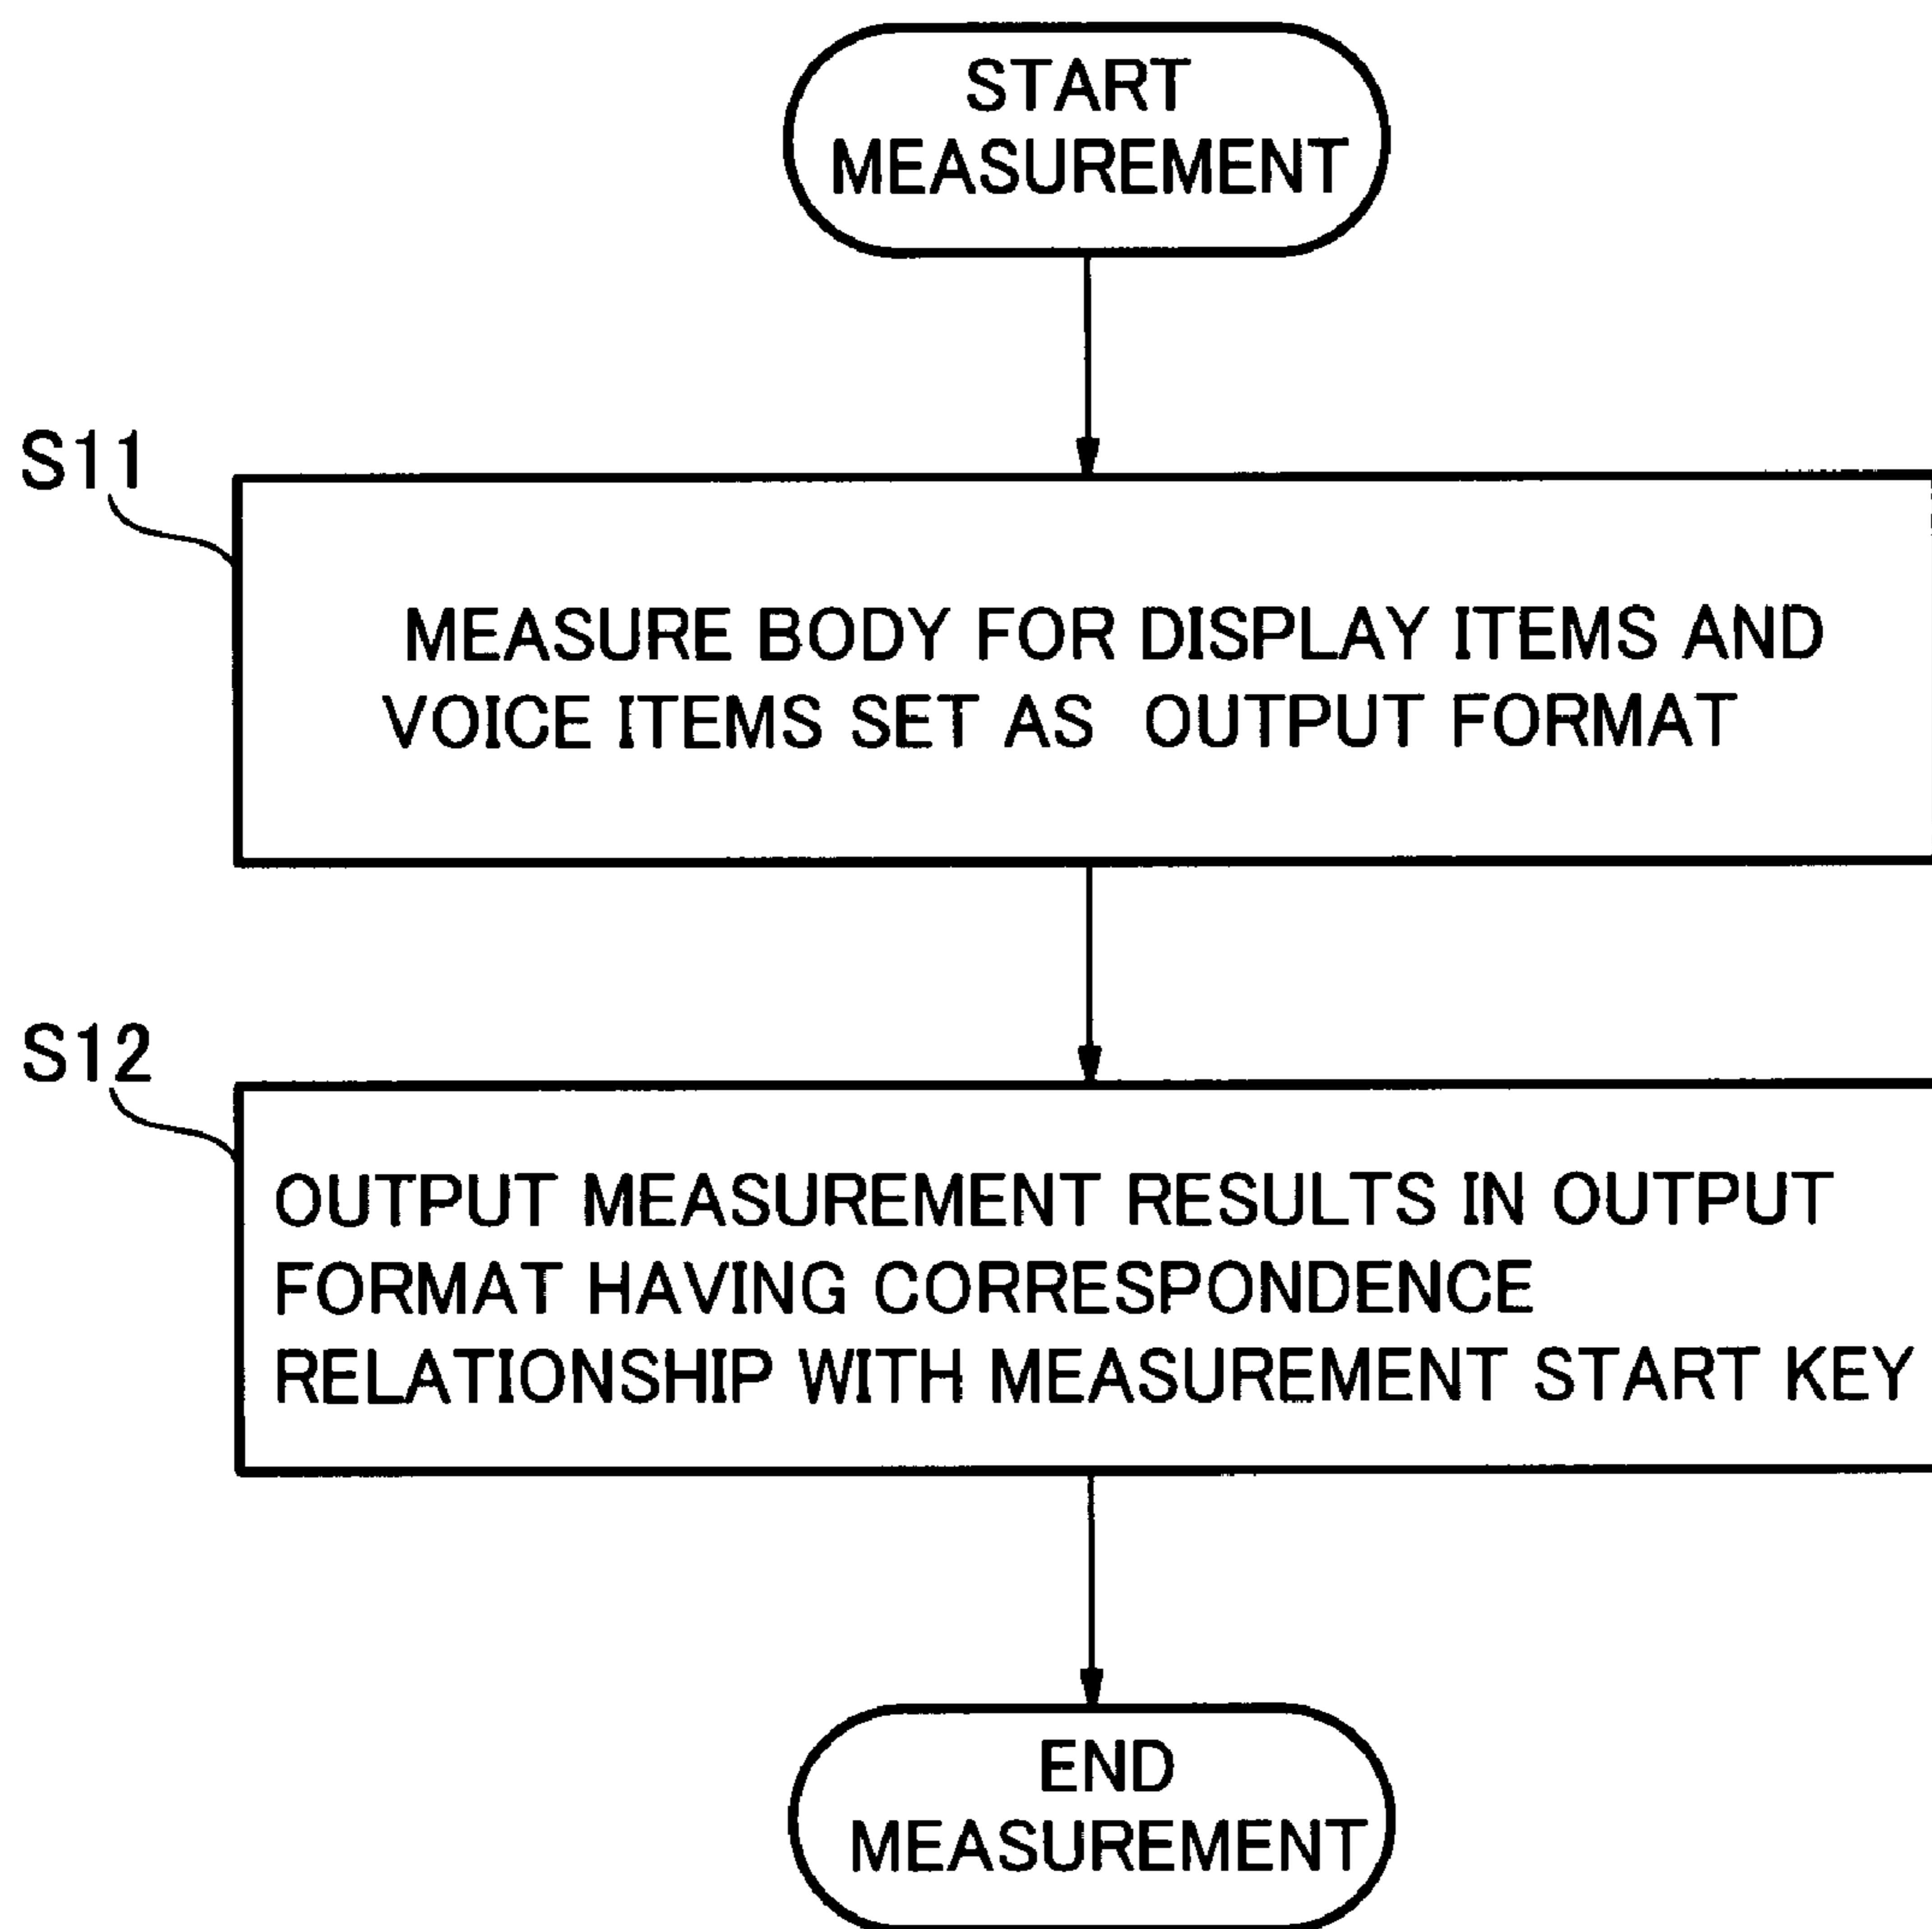 START
MEASUREMENT
S11
MEASURE BODY FOR DISPLAY ITEMS AND
VOICE ITEMS SET AS OUTPUT FORMAT
S12
OUTPUT MEASUREMENT RESULTS IN OUTPUT
FORMAT HAVING CORRESPONDENCE
RELATIONSHIP WITH MEASUREMENT START KEY
END
MEASUREMENT